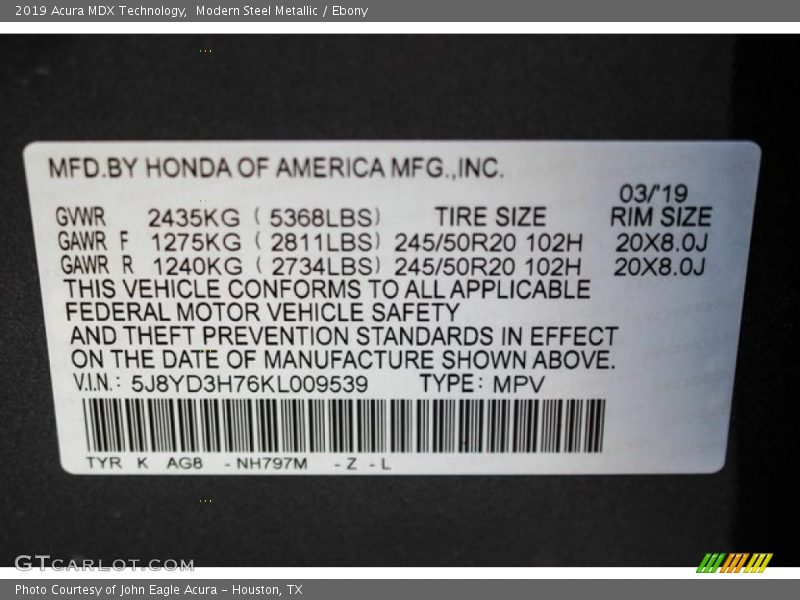 2019 Acura MDX Technology,  Modern Steel Metallic / Ebony
MFD.BY HONDA OF AMERICA MFG.,INC.
03/'19
GVWR 2435KG ( 5368LBS) TIRE SIZE RIM SIZE
GAWR F 1275KG ( 2811LBS) 245/50R20 102H 20X8.0J
GAWR R 1240KG ( 2734LBS) 245/50R20 102H 20X8.0J
THIS VEHICLE CONFORMS TO ALL APPLICABLE
FEDERAL MOTOR VEHICLE SAFETY
AND THEFT PREVENTION STANDARDS IN EFFECT
ON THE DATE OF MANUFACTURE SHOWN ABOVE.
V.I.N.: 5J8YD3H76KL009539 TYPE: MPV
TYR K AG8 -NH797M -Z -L
GTCARLOT.COM
Photo Courtesy of John Eagle Acura - Houston, TX